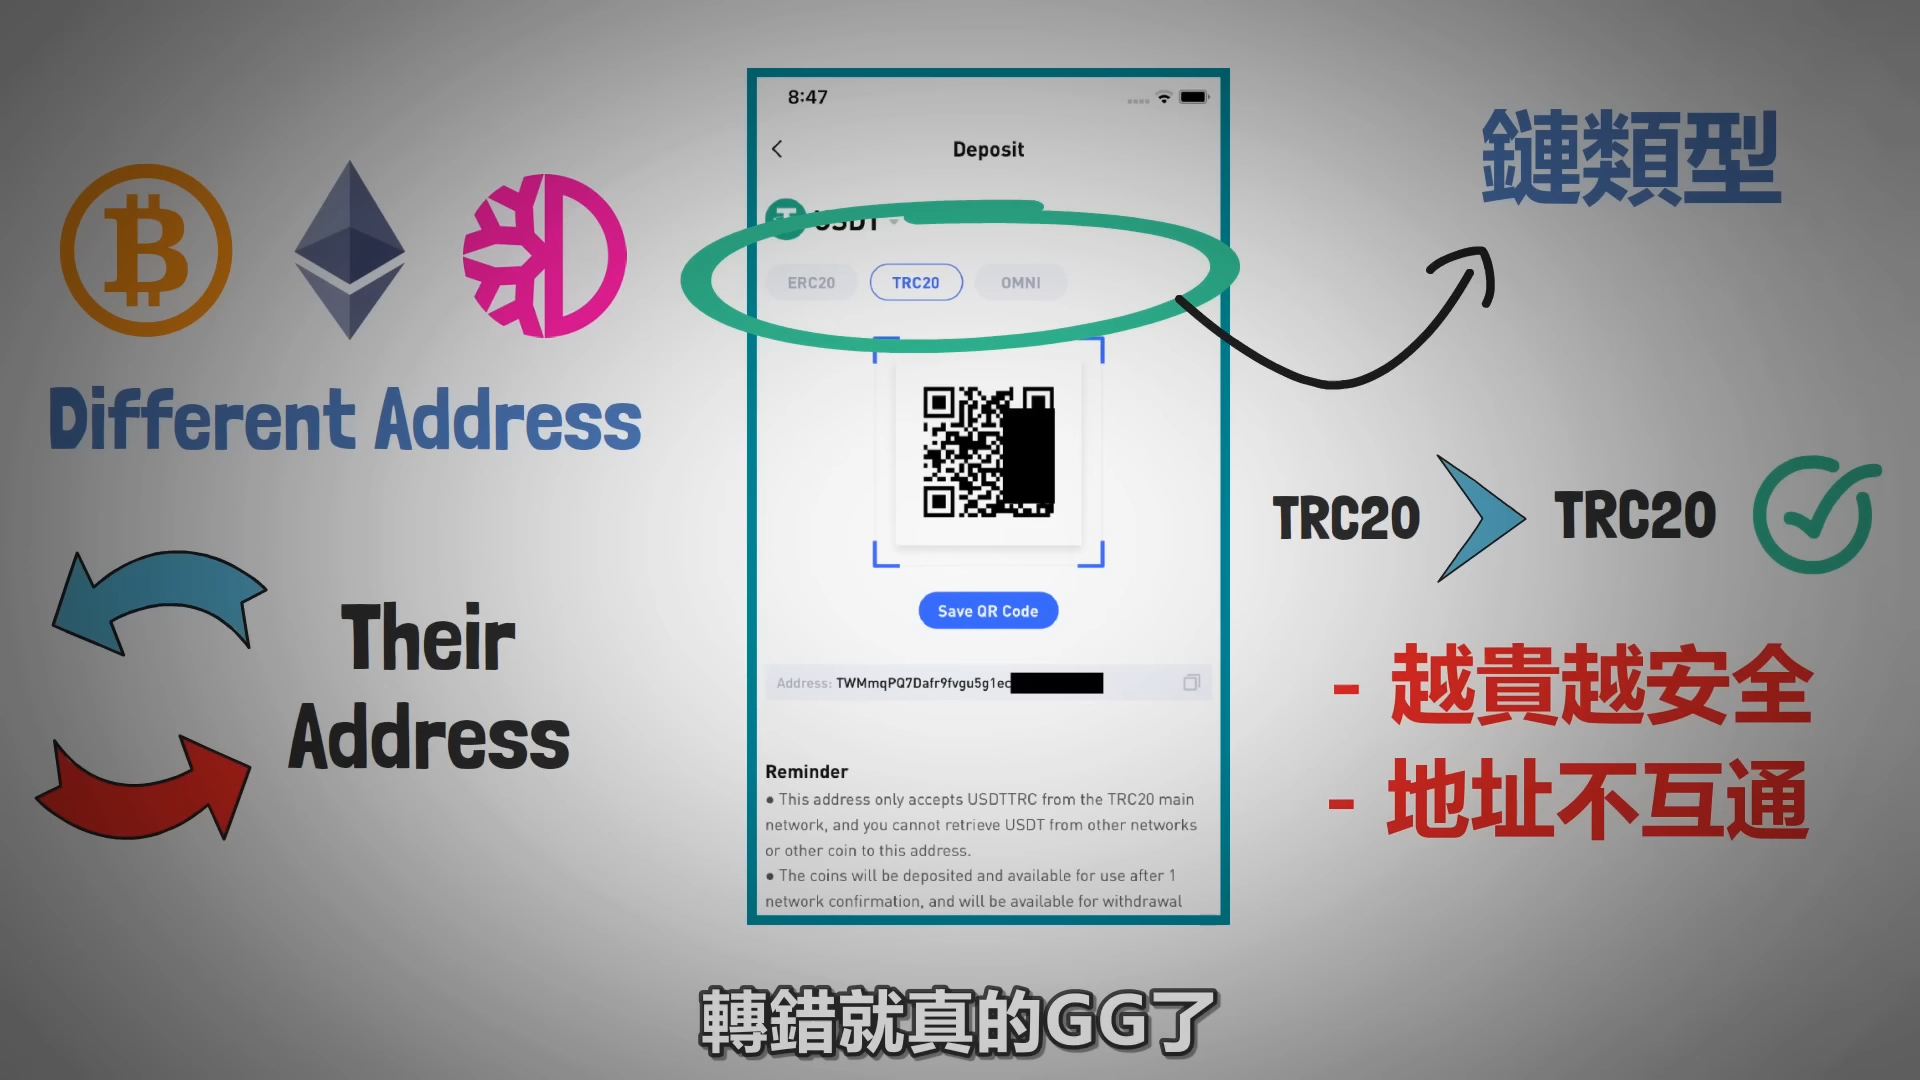 8:47
Deposit
USDT
ERC20
TRC20
OMNI
Save QR Code
Address: TWMmqPQ7Dafr9fvgu5g1ec
Reminder
• This address only accepts USDTTRC from the TRC20 main
network, and you cannot retrieve USDT from other networks
or other coin to this address.
• The coins will be deposited and available for use after 1
network confirmation, and will be available for withdrawal
Different Address
Their
Address
鏈類型
TRC20
TRC20
- 越貴越安全
- 地址不互通
轉錯就真的GG了